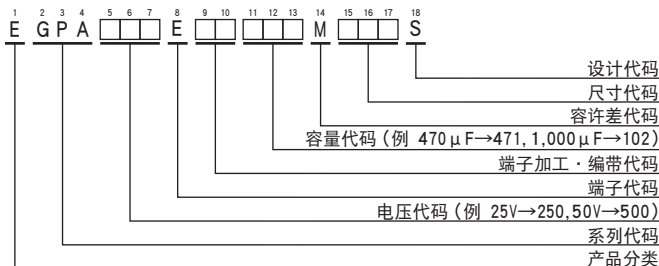 1 2 3 4 5 6 7 8 9 10 11 12 13 14 15 16 17 18
E G P A □□□ E □□ □□□ M □□□ S
设计代码
尺寸代码
容许差代码
容量代码(例 470μF→471,1,000μF→102)
端子加工・编带代码
端子代码
电压代码(例 25V→250,50V→500)
系列代码
产品分类